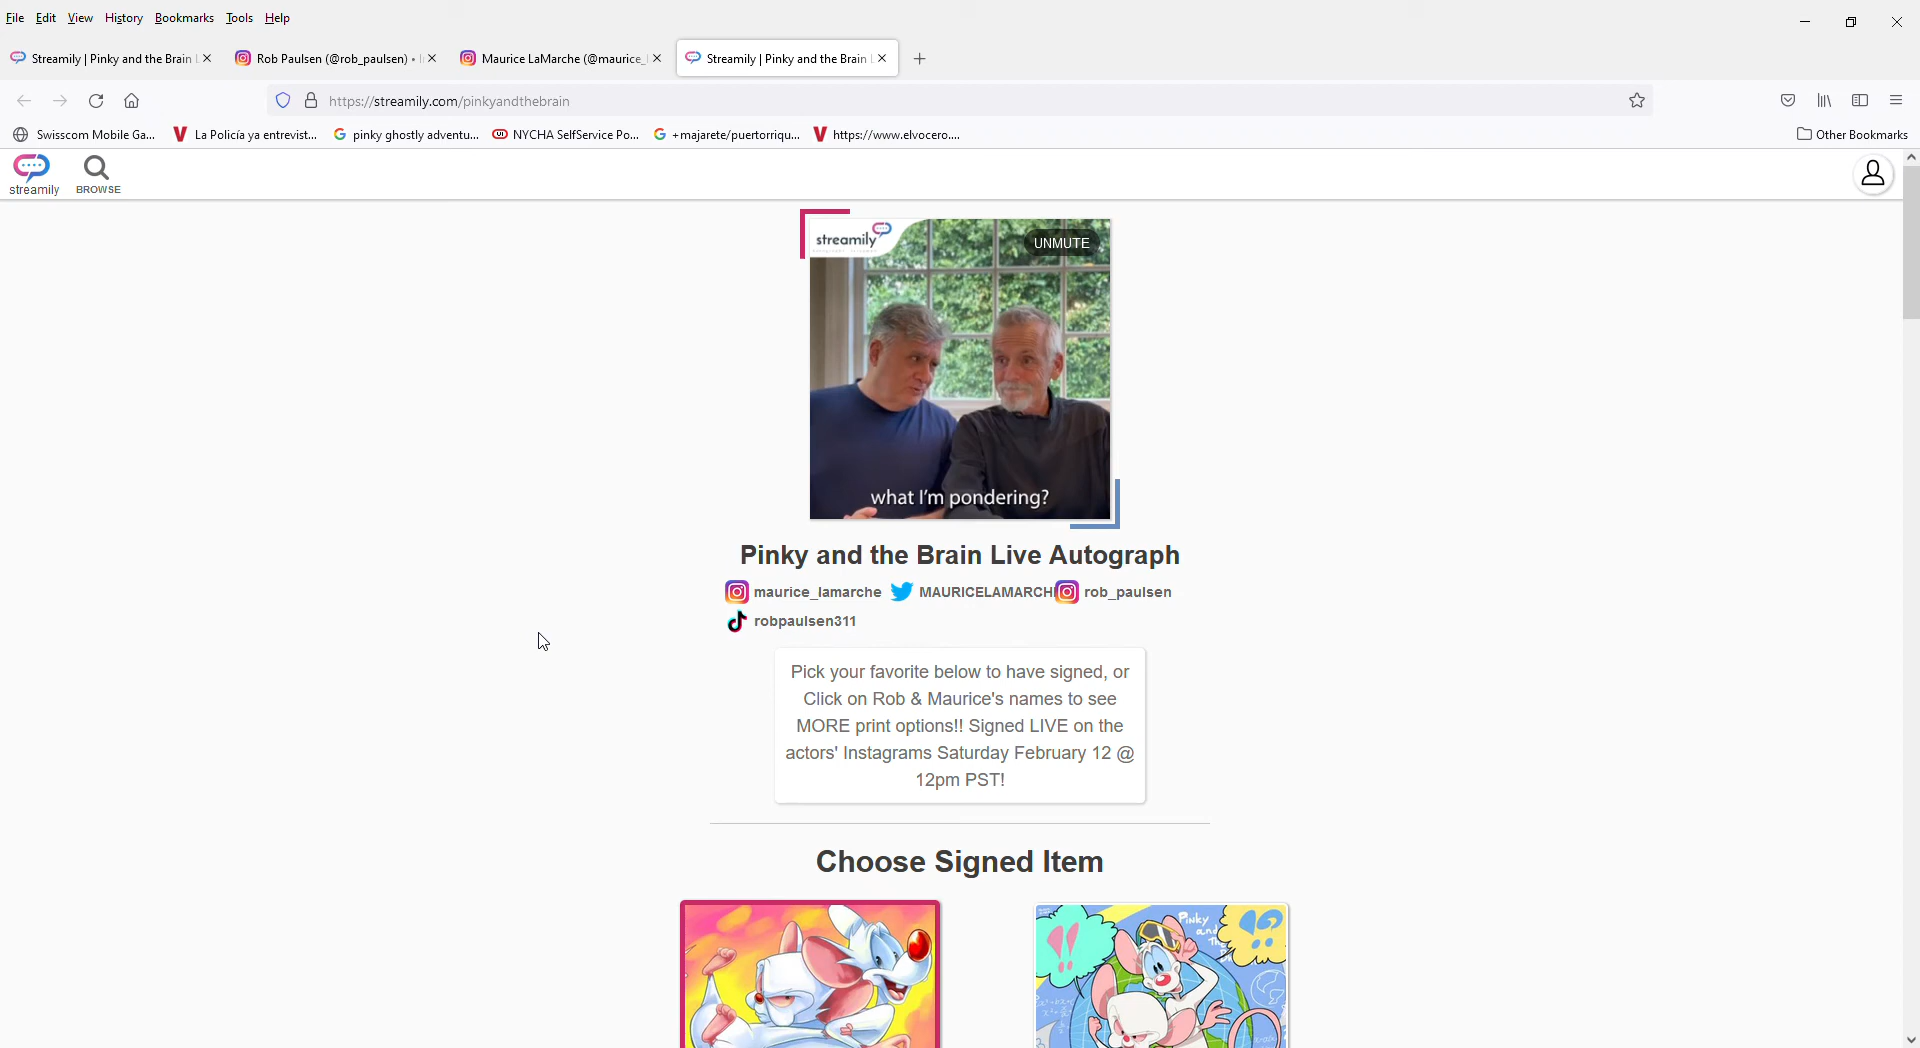 File Edit View History Bookmarks Tools Help
Streamily | Pinky and the Brain L
Rob Paulsen (@rob_paulsen) •
Maurice LaMarche (@maurice_
Streamily | Pinky and the Brain L
https://streamily.com/pinkyandthebrain
Swisscom Mobile Ga...
La Policía ya entrevist...
pinky ghostly adventu...
NYCHA SelfService Po...
+majarete/puertorriqu...
https://www.elvocero....
Other Bookmarks
streamily
BROWSE
streamily
UNMUTE
what I'm pondering?
Pinky and the Brain Live Autograph
maurice_lamarche MAURICELAMARCH rob_paulsen
robpaulsen311
Pick your favorite below to have signed, or
Click on Rob & Maurice's names to see
MORE print options!! Signed LIVE on the
actors' Instagrams Saturday February 12 @
12pm PST!
Choose Signed Item
Pinky
and
The
!!
!?